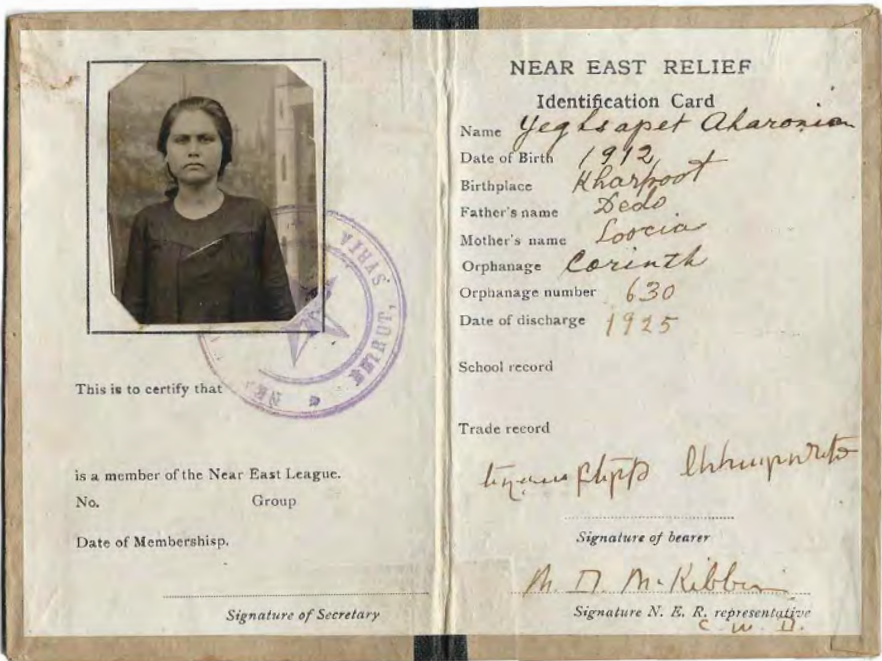 This is to certify that
is a member of the Near East League.
No. Group
Date of Membershisp.
Signature of Secretary
BEIRUT, SYRIA
NEAR EAST RELIEF
Identification Card
Name Yeghsapet Aharonian
Date of Birth 1912
Birthplace Kharpoot
Father's name Dedo
Mother's name Loocia
Orphanage Corinth
Orphanage number 630
Date of discharge 1925
School record
Trade record
Signature of bearer
M. D. McKibbin
Signature N. E. R. representative
C. W. D.